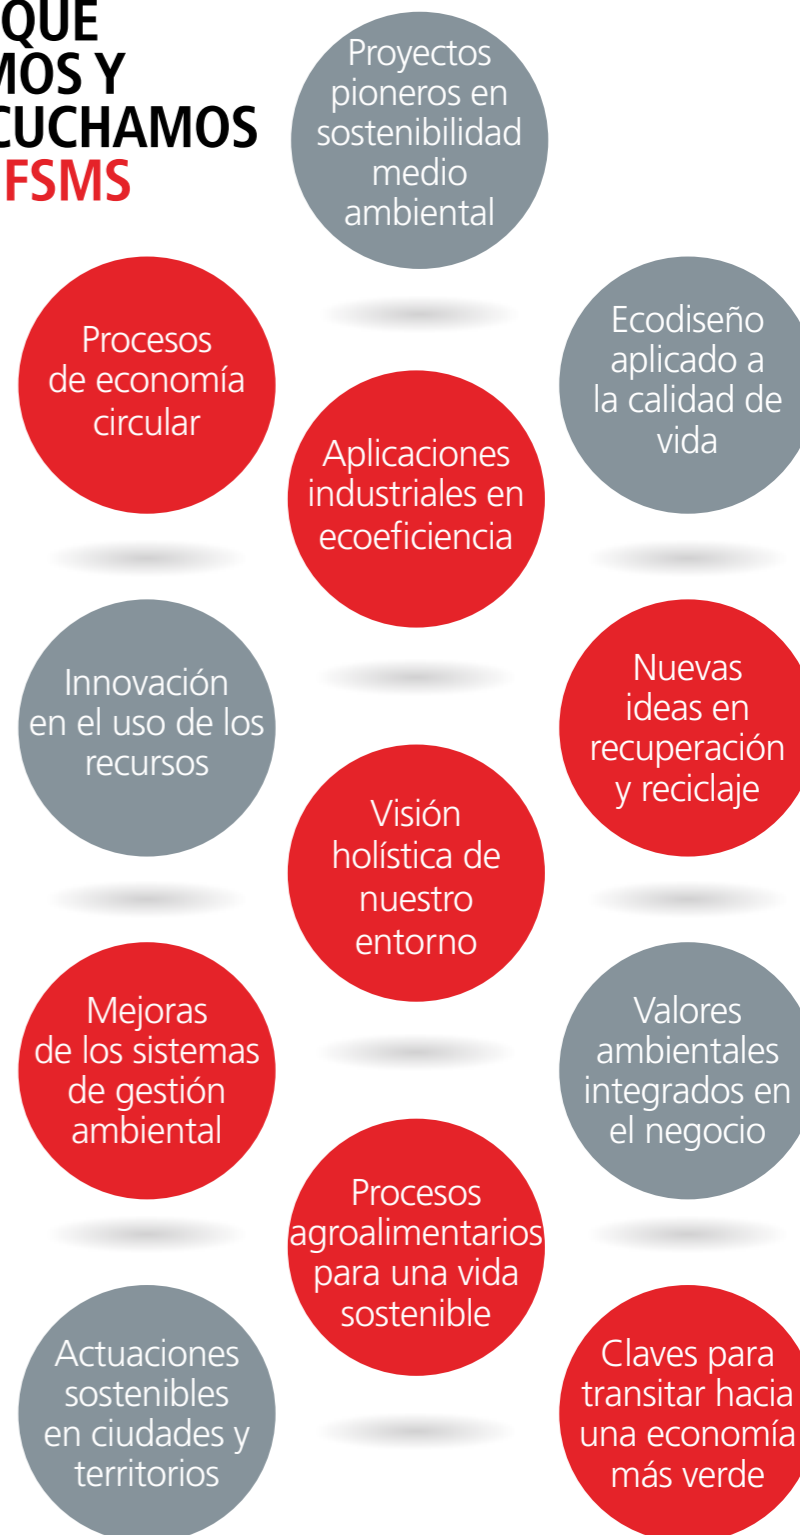 QUE
MOS Y
CUCHAMOS
FSMS
Proyectos
pioneros en
sostenibilidad
medio
ambiental
Procesos
de economía
circular
Ecodiseño
aplicado a
la calidad de
vida
Aplicaciones
industriales en
ecoeficiencia
Innovación
en el uso de los
recursos
Nuevas
ideas en
recuperación
y reciclaje
Visión
holística de
nuestro
entorno
Mejoras
de los sistemas
de gestión
ambiental
Valores
ambientales
integrados en
el negocio
Procesos
agroalimentarios
para una vida
sostenible
Actuaciones
sostenibles
en ciudades y
territorios
Claves para
transitar hacia
una economía
más verde